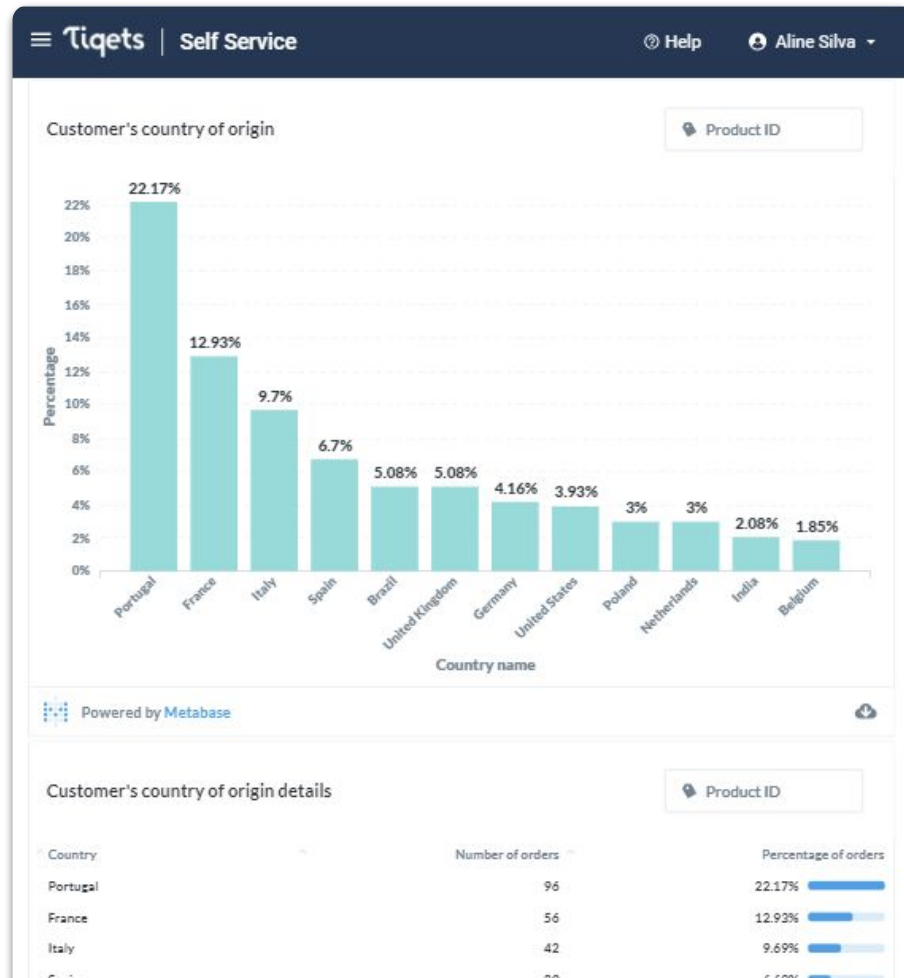 Tiqets | Self Service Help Aline Silva
Customer's country of origin Product ID
22.17%
22%
20%
18%
16%
14%
12.93%
12%
10%
9.7%
8%
6.7%
6%
5.08% 5.08%
4.16% 3.93%
4%
3% 3%
2.08% 1.85%
2%
0%
Percentage
Portugal France Italy Spain Brazil United Kingdom Germany United States Poland Netherlands India Belgium
Country name
Powered by Metabase
Customer's country of origin details Product ID
Country Number of orders Percentage of orders
Portugal 96 22.17%
France 56 12.93%
Italy 42 9.69%